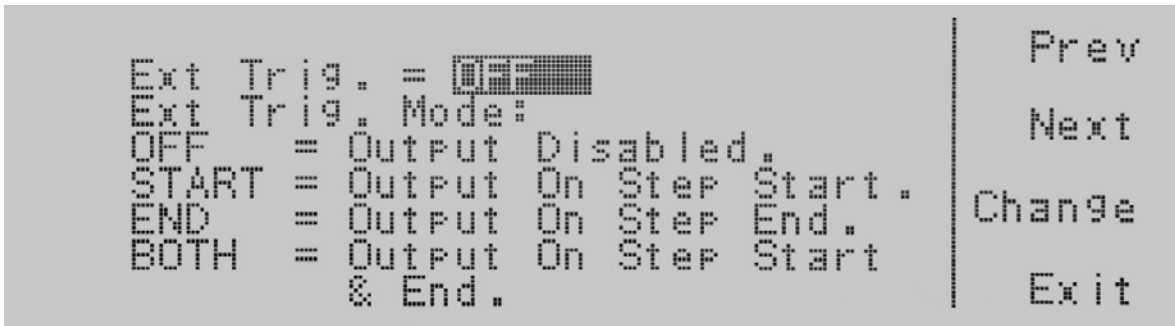 Ext Trig. = OFF
Ext Trig. Mode:
OFF = Output Disabled.
START = Output On Step Start.
END = Output On Step End.
BOTH = Output On Step Start
& End.
Prev
Next
Change
Exit